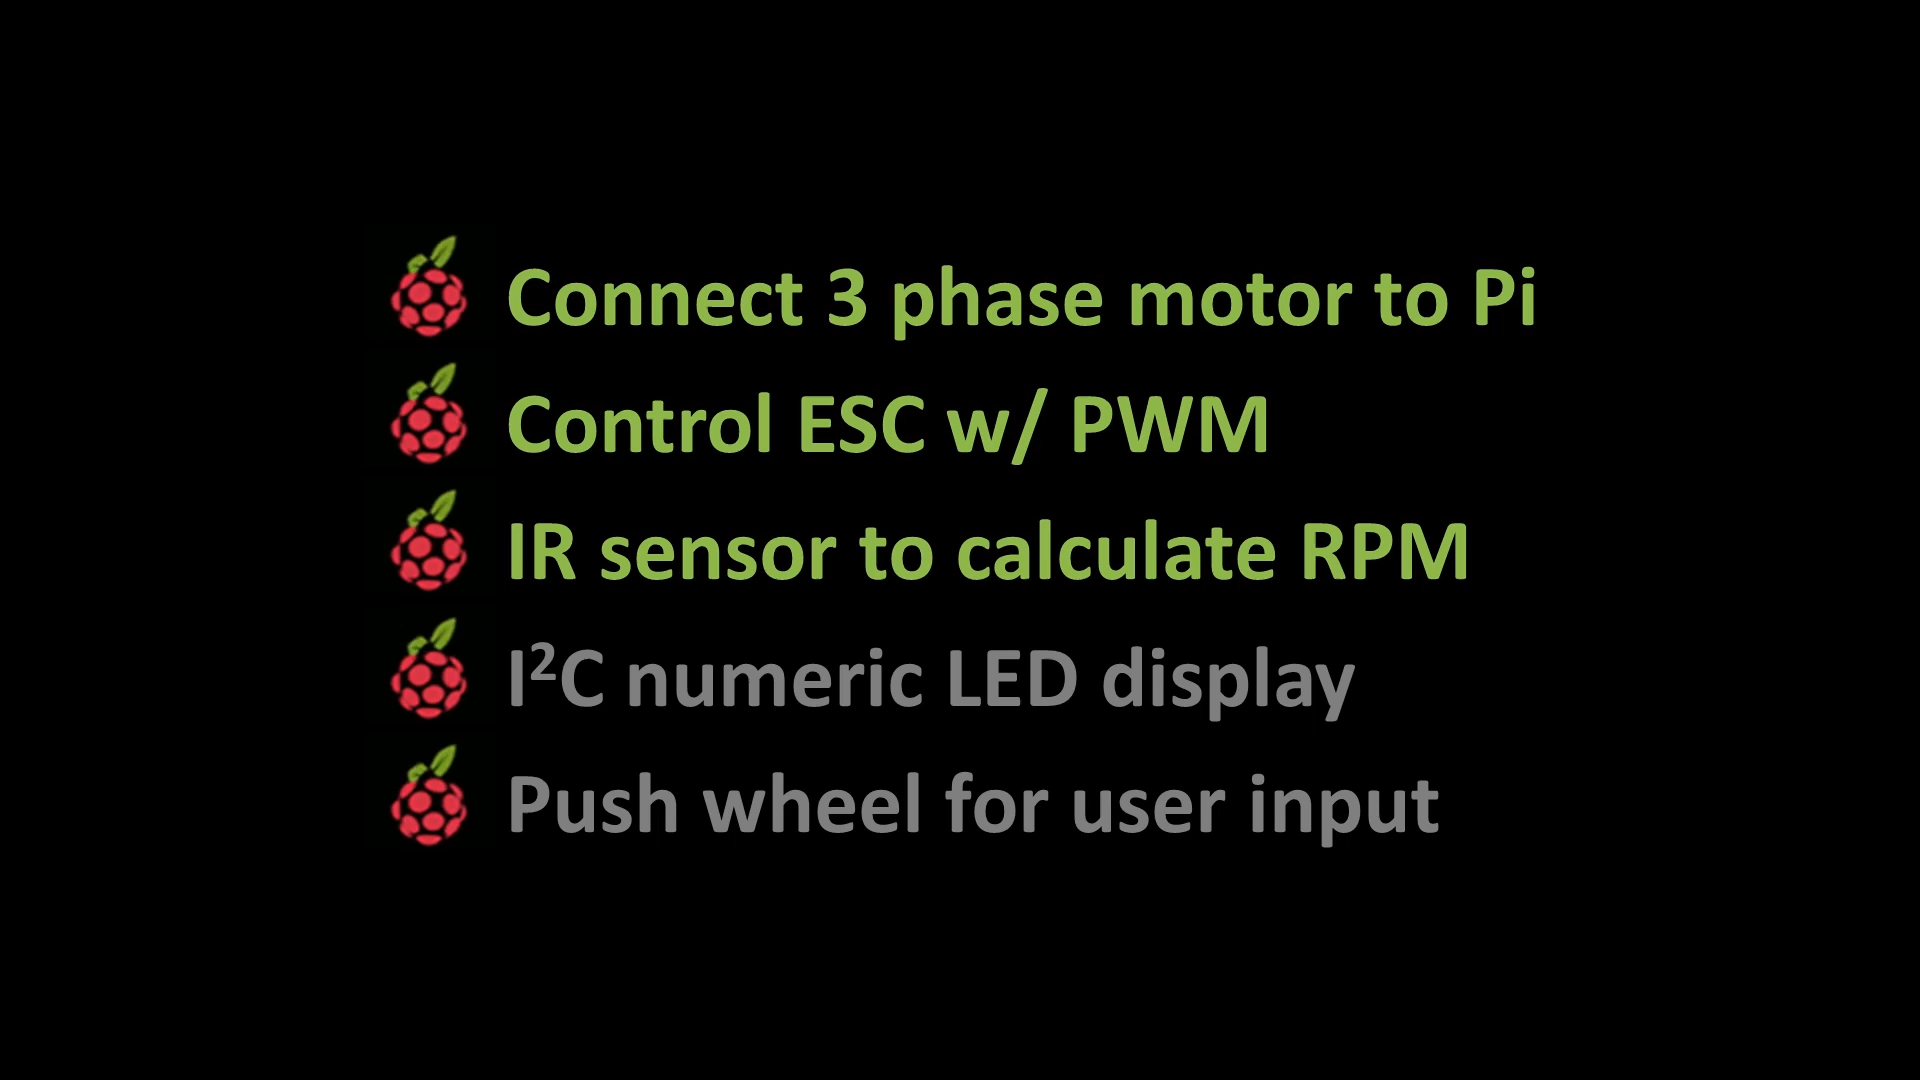 Connect 3 phase motor to Pi
Control ESC w/ PWM
IR sensor to calculate RPM
I²C numeric LED display
Push wheel for user input